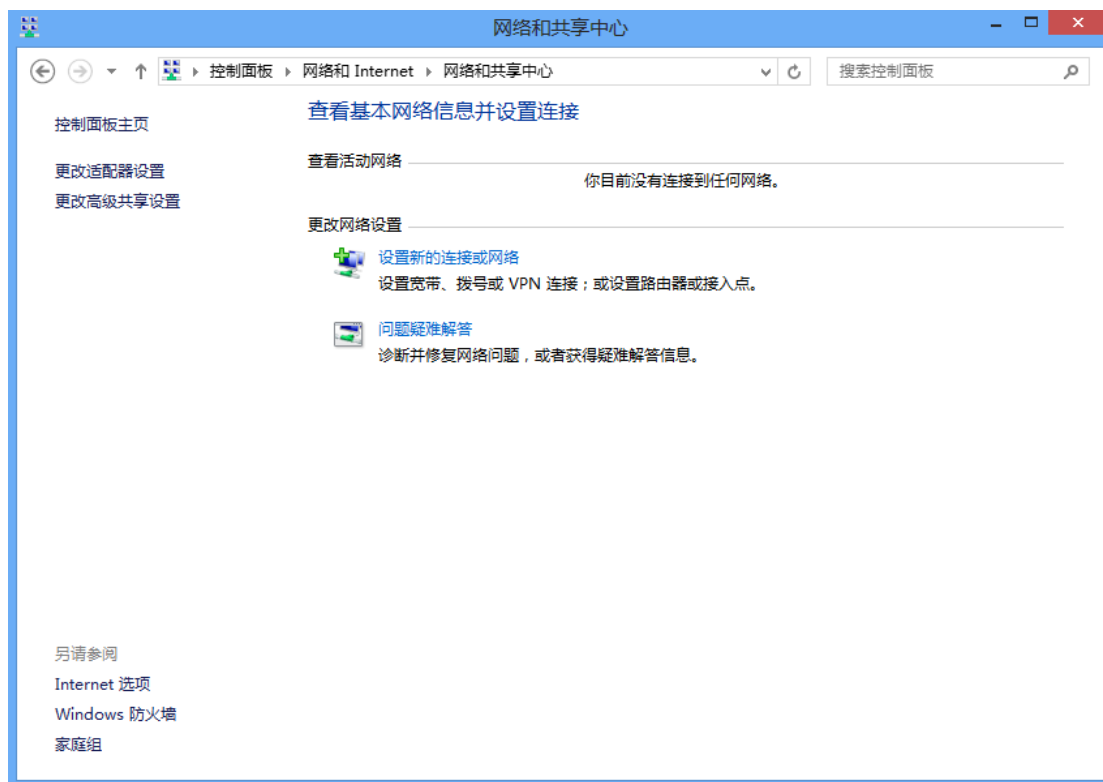 网络和共享中心
控制面板 网络和 Internet 网络和共享中心
搜索控制面板
控制面板主页
更改适配器设置
更改高级共享设置
查看基本网络信息并设置连接
查看活动网络
你目前没有连接到任何网络。
更改网络设置
设置新的连接或网络
设置宽带、拨号或 VPN 连接；或设置路由器或接入点。
问题疑难解答
诊断并修复网络问题，或者获得疑难解答信息。
另请参阅
Internet 选项
Windows 防火墙
家庭组